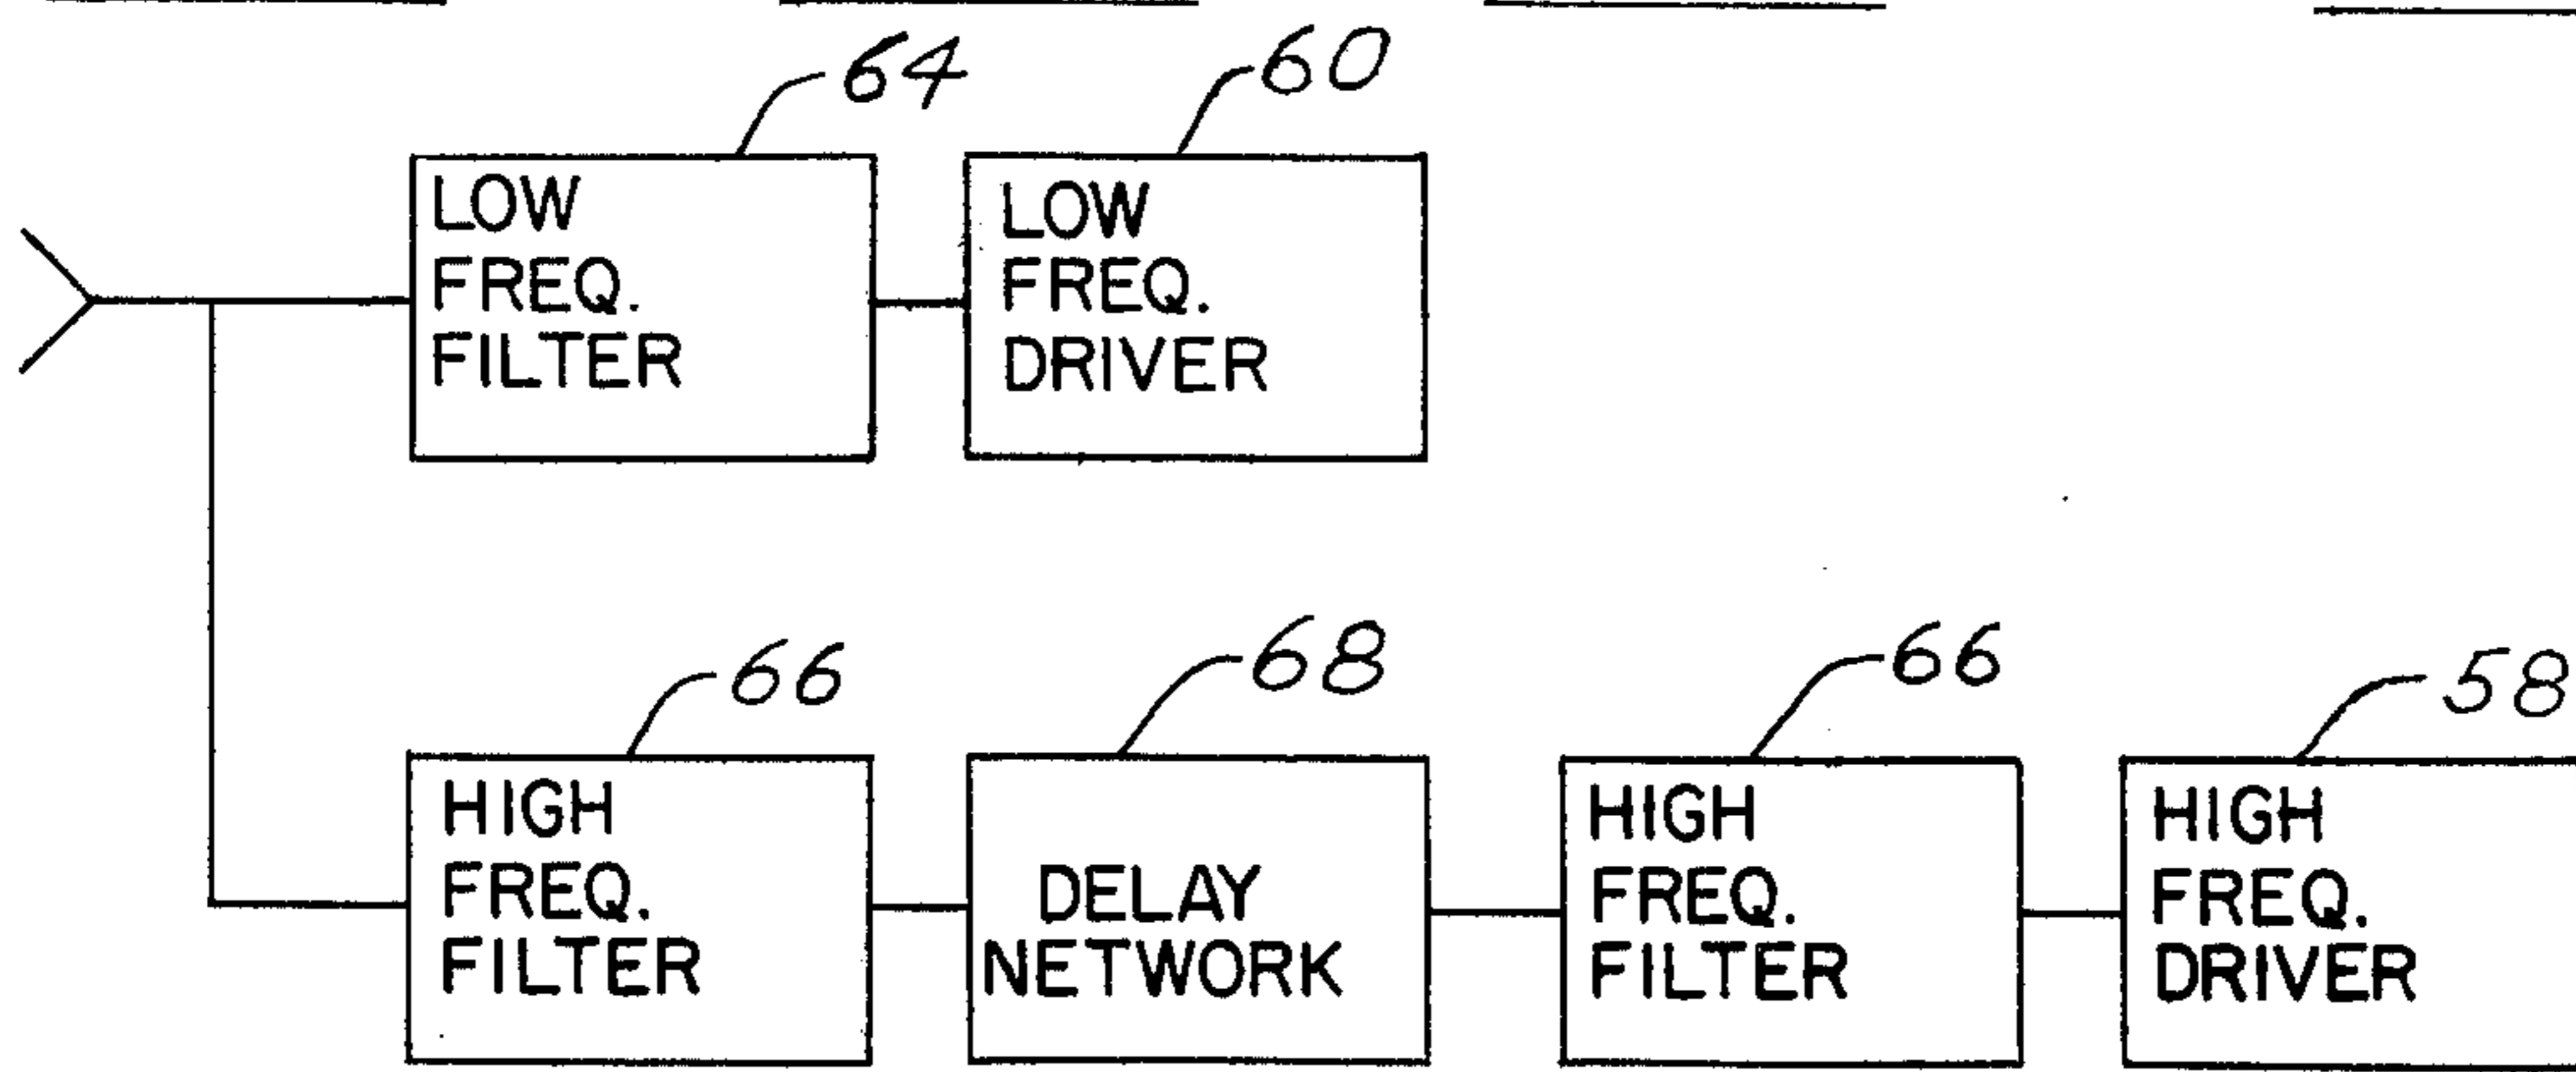 64
60
LOW
FREQ.
FILTER
LOW
FREQ.
DRIVER
66
68
66
58
HIGH
FREQ.
FILTER
DELAY
NETWORK
HIGH
FREQ.
FILTER
HIGH
FREQ.
DRIVER